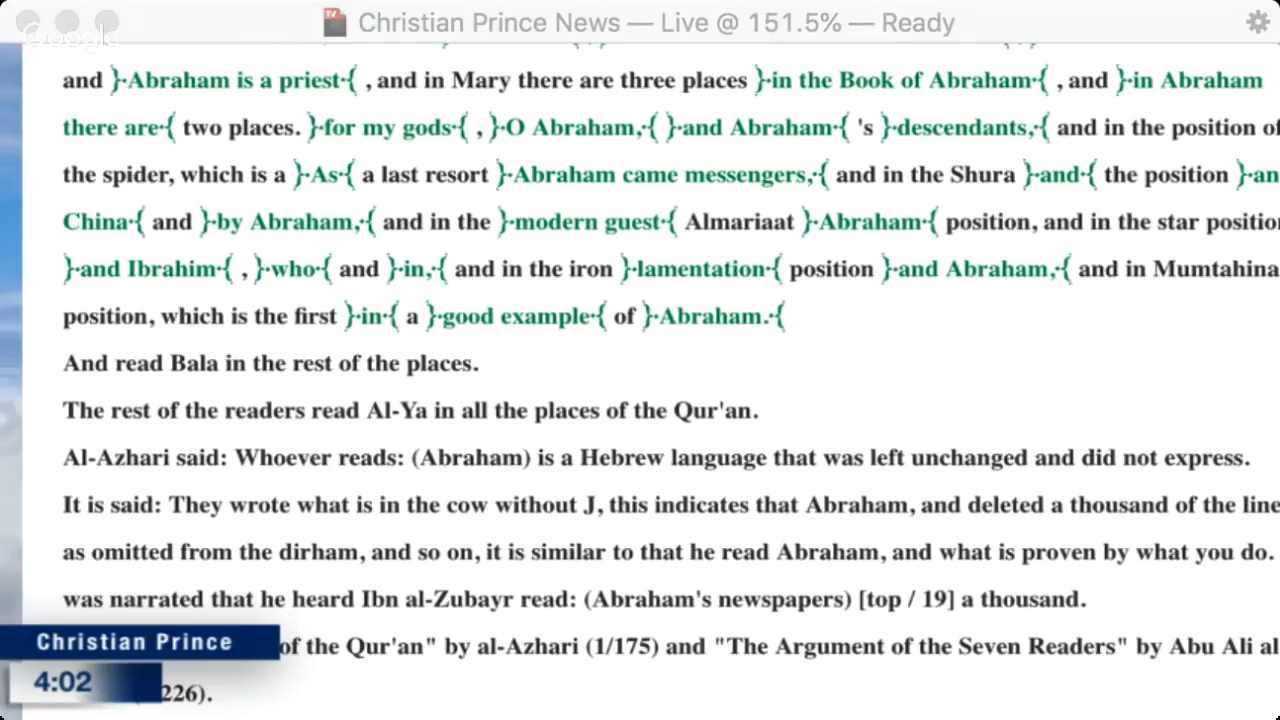 Christian Prince News — Live @ 151.5% — Ready
Google
and }·Abraham is a priest·{ , and in Mary there are three places }·in the Book of Abraham·{ , and }·in Abraham
there are·{ two places. }·for my gods·{ , }·O Abraham,·{ }·and Abraham·{ 's }·descendants,·{ and in the position of
the spider, which is a }·As·{ a last resort }·Abraham came messengers,·{ and in the Shura }·and·{ the position }·an
China·{ and }·by Abraham,·{ and in the }·modern guest·{ Almariaat }·Abraham·{ position, and in the star position
}·and Ibrahim·{ , }·who·{ and }·in,·{ and in the iron }·lamentation·{ position }·and Abraham,·{ and in Mumtahina
position, which is the first }·in·{ a }·good example·{ of }·Abraham.·{
And read Bala in the rest of the places.
The rest of the readers read Al-Ya in all the places of the Qur'an.
Al-Azhari said: Whoever reads: (Abraham) is a Hebrew language that was left unchanged and did not express.
It is said: They wrote what is in the cow without J, this indicates that Abraham, and deleted a thousand of the line
as omitted from the dirham, and so on, it is similar to that he read Abraham, and what is proven by what you do.
was narrated that he heard Ibn al-Zubayr read: (Abraham's newspapers) [top / 19] a thousand.
of the Qur'an" by al-Azhari (1/175) and "The Argument of the Seven Readers" by Abu Ali al
226).
Christian Prince
4:02